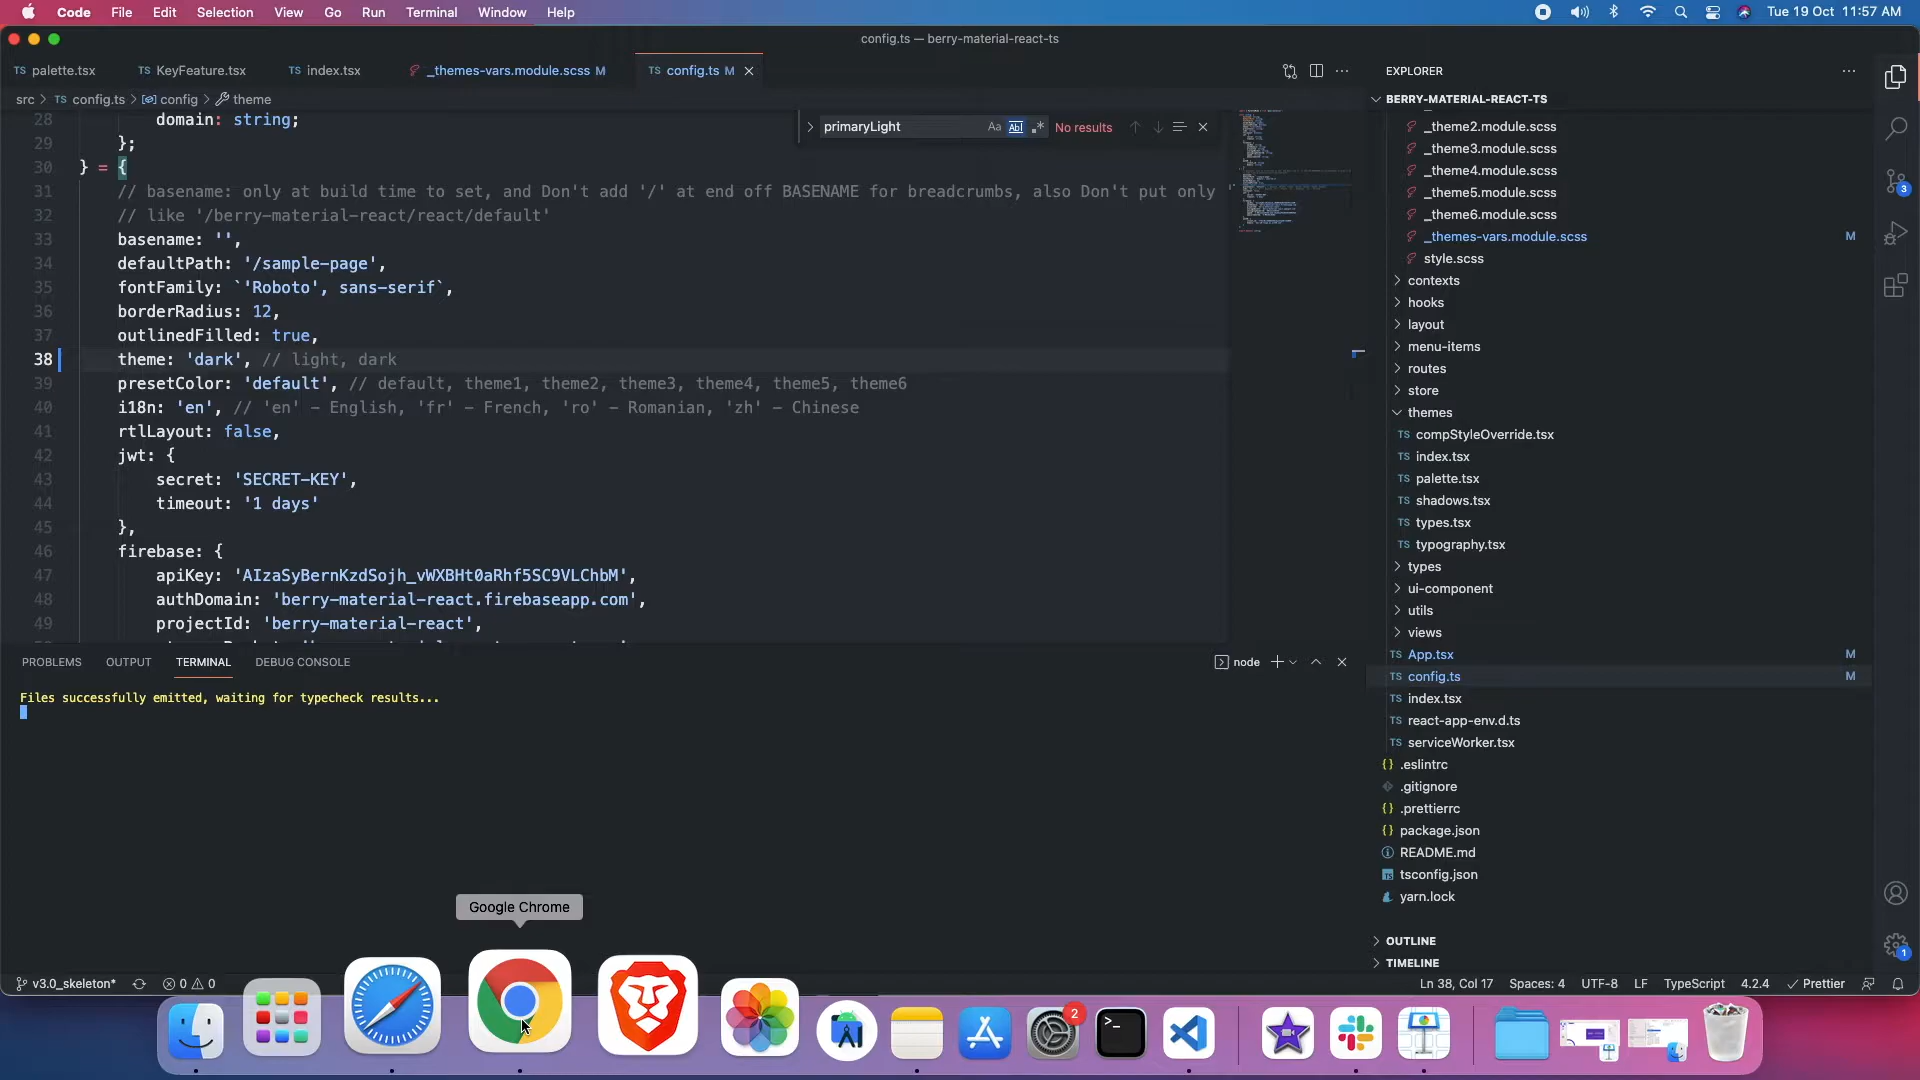 Code File Edit Selection View Go Run Terminal Window Help
Tue 19 Oct 11:57 AM
config.ts — berry-material-react-ts
TS palette.tsx
TS KeyFeature.tsx
TS index.tsx
_themes-vars.module.scss M
TS config.ts M
src > TS config.ts > config > theme
primaryLight
Aa Ab .* No results
28 domain: string;
29 };
30 } = {
31 // basename: only at build time to set, and Don't add '/' at end off BASENAME for breadcrumbs, also Don't put only '
32 // like '/berry-material-react/react/default'
33 basename: '',
34 defaultPath: '/sample-page',
35 fontFamily: `'Roboto', sans-serif`,
36 borderRadius: 12,
37 outlinedFilled: true,
38 theme: 'dark', // light, dark
39 presetColor: 'default', // default, theme1, theme2, theme3, theme4, theme5, theme6
40 i18n: 'en', // 'en' - English, 'fr' - French, 'ro' - Romanian, 'zh' - Chinese
41 rtlLayout: false,
42 jwt: {
43 secret: 'SECRET-KEY',
44 timeout: '1 days'
45 },
46 firebase: {
47 apiKey: 'AIzaSyBernKzdSojh_vWXBHt0aRhf5SC9VLChbM',
48 authDomain: 'berry-material-react.firebaseapp.com',
49 projectId: 'berry-material-react',
PROBLEMS OUTPUT TERMINAL DEBUG CONSOLE
node
Files successfully emitted, waiting for typecheck results...
EXPLORER
BERRY-MATERIAL-REACT-TS
_theme2.module.scss
_theme3.module.scss
_theme4.module.scss
_theme5.module.scss
_theme6.module.scss
_themes-vars.module.scss M
style.scss
contexts
hooks
layout
menu-items
routes
store
themes
TS compStyleOverride.tsx
TS index.tsx
TS palette.tsx
TS shadows.tsx
TS types.tsx
TS typography.tsx
types
ui-component
utils
views
TS App.tsx M
TS config.ts M
TS index.tsx
TS react-app-env.d.ts
TS serviceWorker.tsx
{} .eslintrc
.gitignore
{} .prettierrc
{} package.json
README.md
tsconfig.json
yarn.lock
OUTLINE
TIMELINE
3
1
Google Chrome
v3.0_skeleton* 0 0
Ln 38, Col 17 Spaces: 4 UTF-8 LF TypeScript 4.2.4 Prettier
2
>_